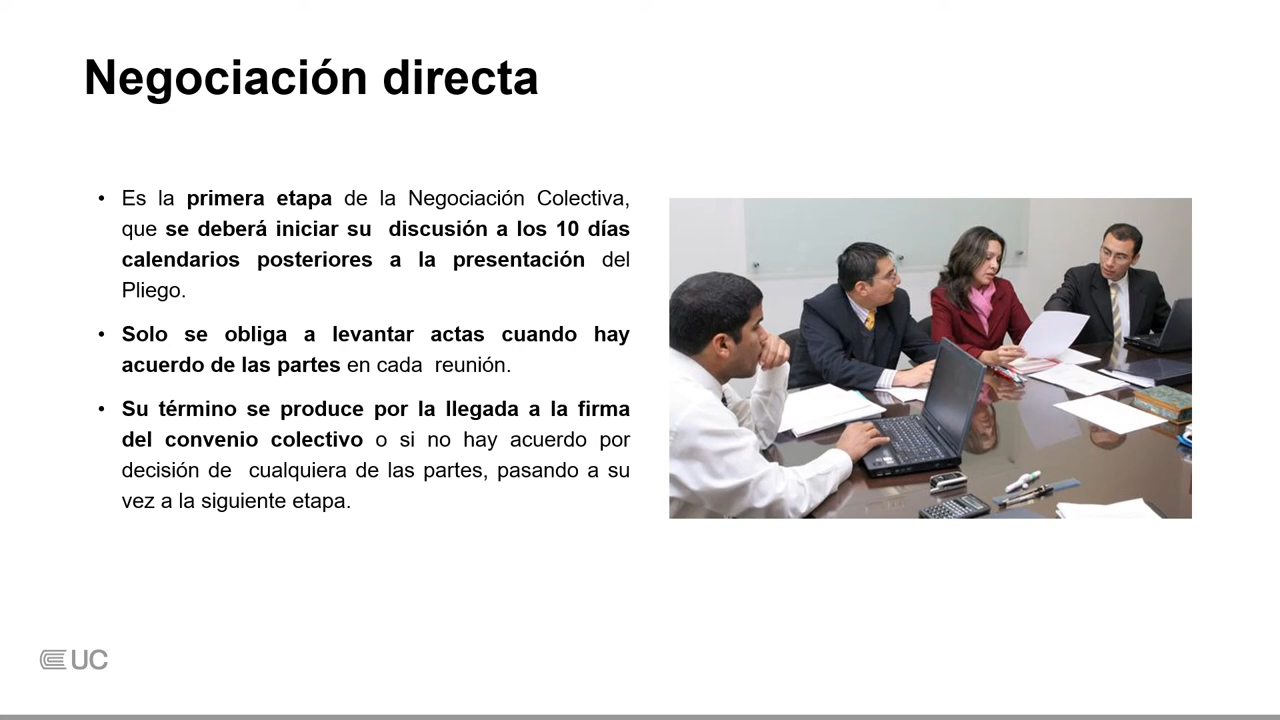 Negociación directa
• Es la primera etapa de la Negociación Colectiva,
que se deberá iniciar su discusión a los 10 días
calendarios posteriores a la presentación del
Pliego.
• Solo se obliga a levantar actas cuando hay
acuerdo de las partes en cada reunión.
• Su término se produce por la llegada a la firma
del convenio colectivo o si no hay acuerdo por
decisión de cualquiera de las partes, pasando a su
vez a la siguiente etapa.
UC